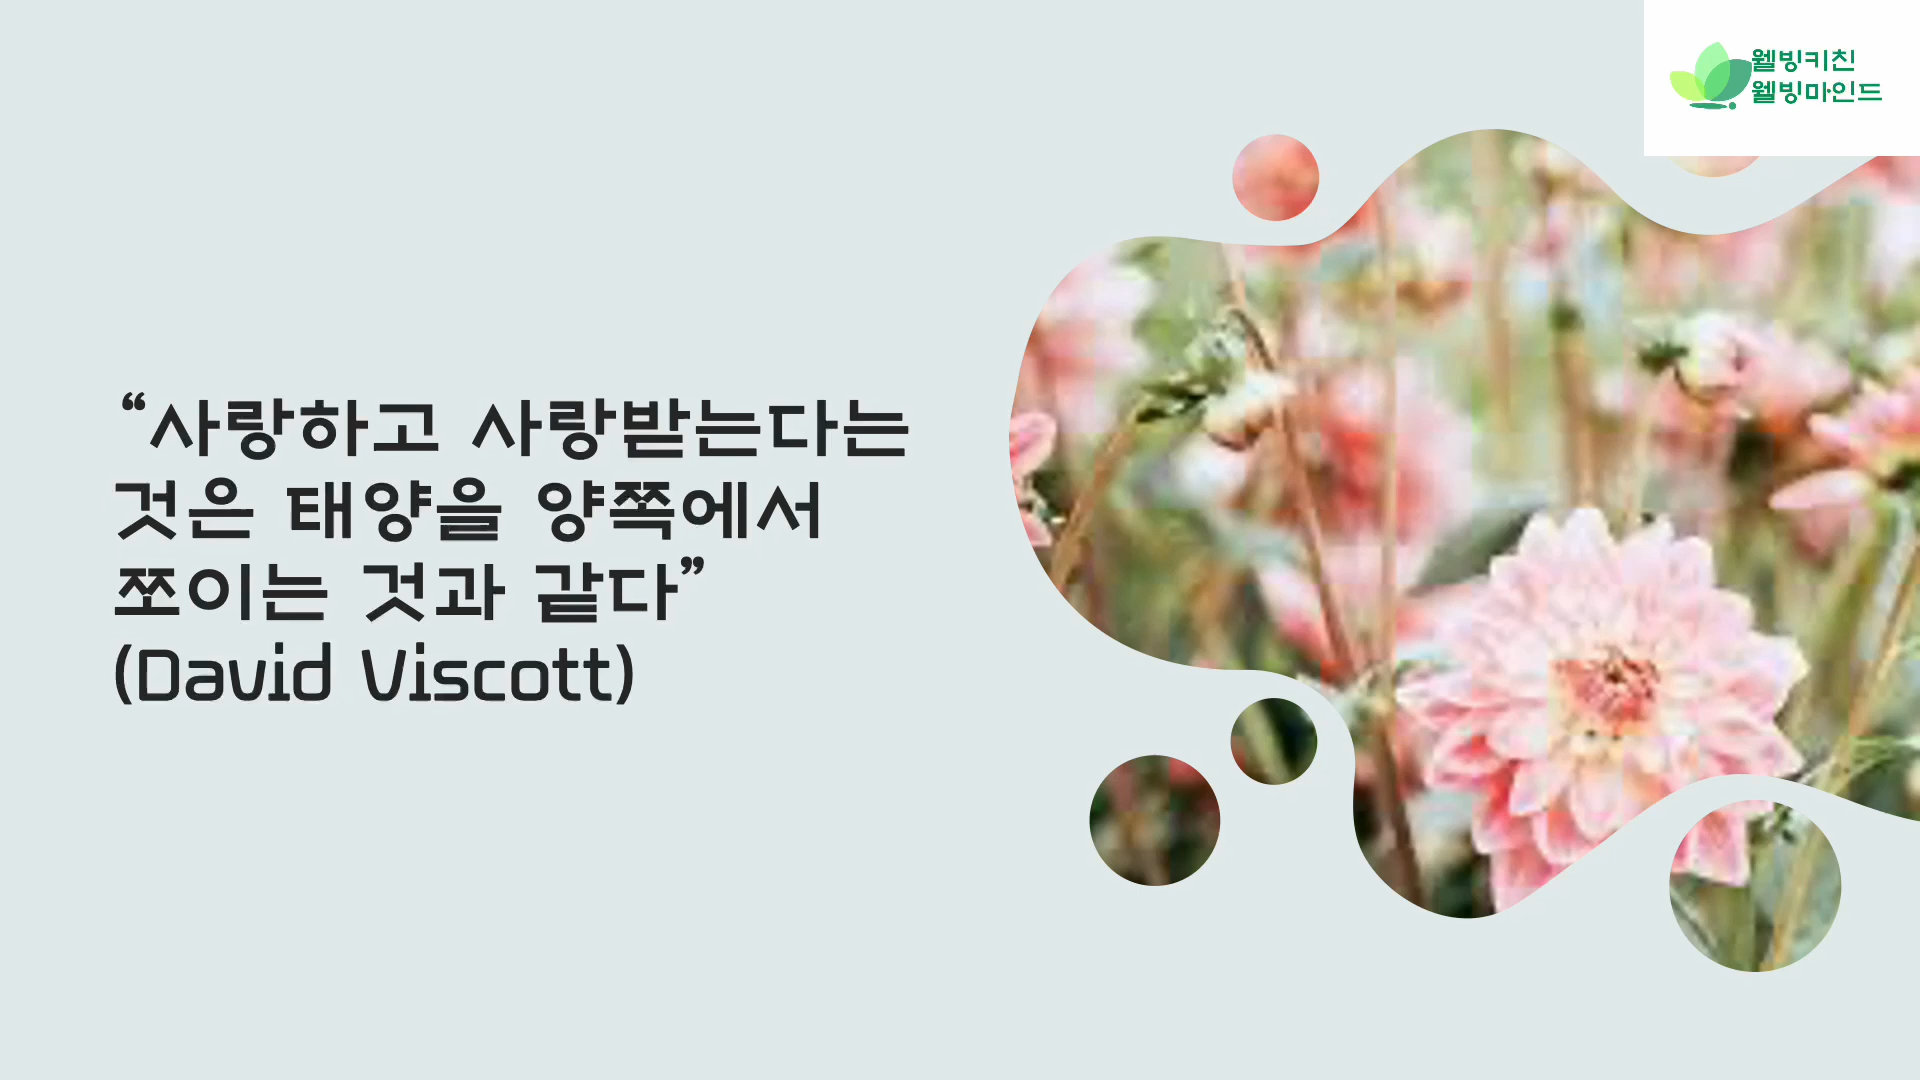 웰빙키친
웰빙마인드
“사랑하고 사랑받는다는
것은 태양을 양쪽에서
쪼이는 것과 같다”
(David Viscott)